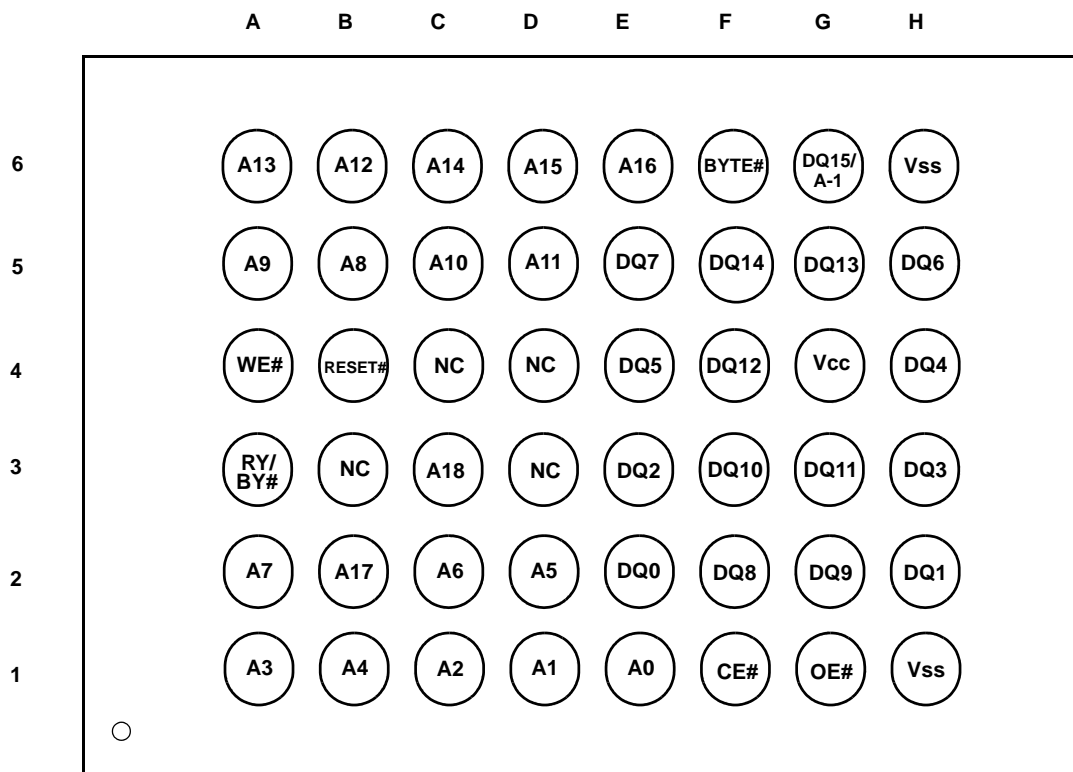 A B C D E F G H
6 A13 A12 A14 A15 A16 BYTE# DQ15/ A-1 Vss
5 A9 A8 A10 A11 DQ7 DQ14 DQ13 DQ6
4 WE# RESET# NC NC DQ5 DQ12 Vcc DQ4
3 RY/ BY# NC A18 NC DQ2 DQ10 DQ11 DQ3
2 A7 A17 A6 A5 DQ0 DQ8 DQ9 DQ1
1 A3 A4 A2 A1 A0 CE# OE# Vss